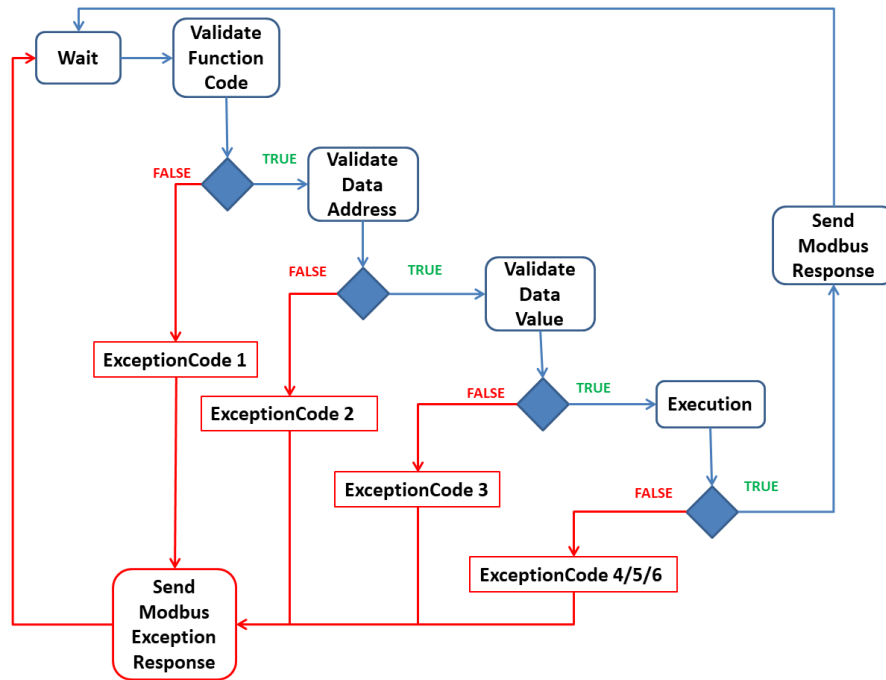 Wait
Validate
Function
Code
FALSE
TRUE
Validate
Data
Address
FALSE
TRUE
Validate
Data
Value
Send
Modbus
Response
ExceptionCode 1
ExceptionCode 2
FALSE
TRUE
Execution
ExceptionCode 3
FALSE
TRUE
ExceptionCode 4/5/6
Send
Modbus
Exception
Response